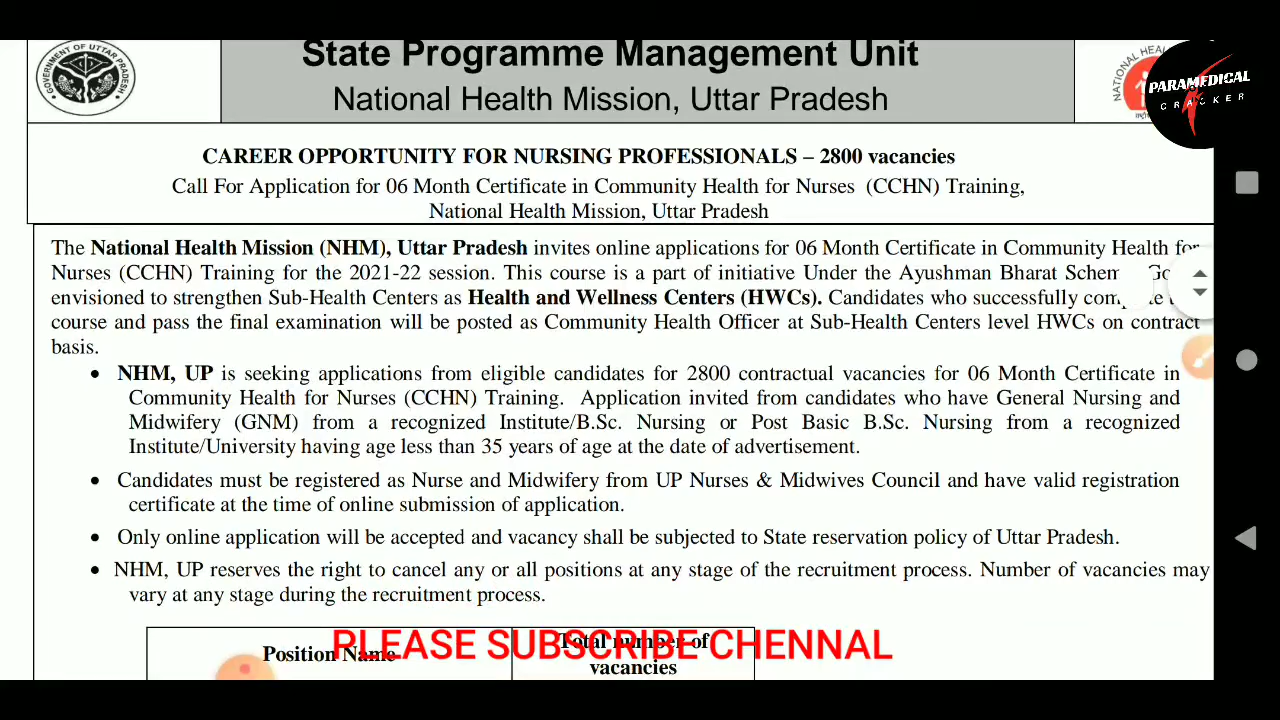 State Programme Management Unit
National Health Mission, Uttar Pradesh
GOVERNMENT OF UTTAR PRADESH
NATIONAL HEAL
PARAMEDICAL
CRACKER
CAREER OPPORTUNITY FOR NURSING PROFESSIONALS – 2800 vacancies
Call For Application for 06 Month Certificate in Community Health for Nurses (CCHN) Training,
National Health Mission, Uttar Pradesh
The National Health Mission (NHM), Uttar Pradesh invites online applications for 06 Month Certificate in Community Health for
Nurses (CCHN) Training for the 2021-22 session. This course is a part of initiative Under the Ayushman Bharat Schem
envisioned to strengthen Sub-Health Centers as Health and Wellness Centers (HWCs). Candidates who successfully
course and pass the final examination will be posted as Community Health Officer at Sub-Health Centers level HWCs on contract
basis.
• NHM, UP is seeking applications from eligible candidates for 2800 contractual vacancies for 06 Month Certificate in
Community Health for Nurses (CCHN) Training. Application invited from candidates who have General Nursing and
Midwifery (GNM) from a recognized Institute/B.Sc. Nursing or Post Basic B.Sc. Nursing from a recognized
Institute/University having age less than 35 years of age at the date of advertisement.
• Candidates must be registered as Nurse and Midwifery from UP Nurses & Midwives Council and have valid registration
certificate at the time of online submission of application.
• Only online application will be accepted and vacancy shall be subjected to State reservation policy of Uttar Pradesh.
• NHM, UP reserves the right to cancel any or all positions at any stage of the recruitment process. Number of vacancies may
vary at any stage during the recruitment process.
Position Name
Total number of
vacancies
PLEASE SUBSCRIBE CHENNAL